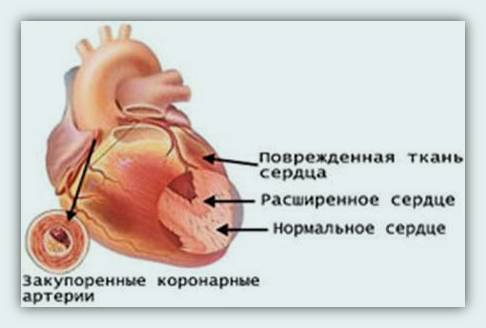 Поврежденная ткань
сердца
Расширенное сердце
Нормальное сердце
Закупоренные коронарные
артерии